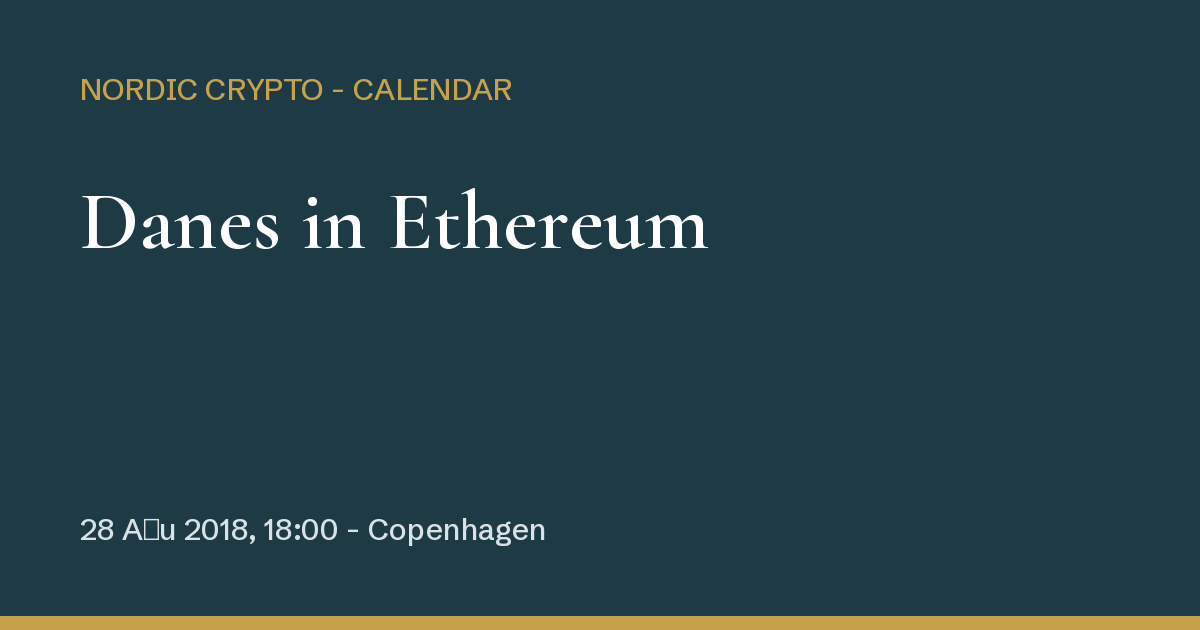 NORDIC CRYPTO - CALENDAR
Danes in Ethereum
28 A□u 2018, 18:00 - Copenhagen